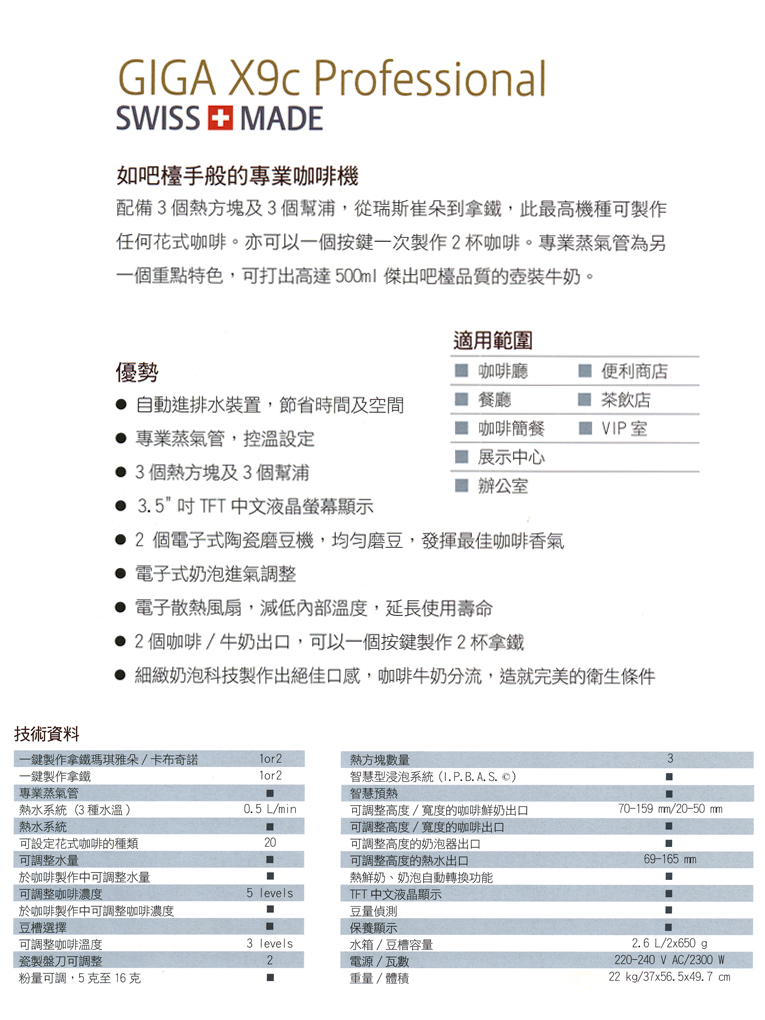 GIGA X9c Professional
SWISS MADE
如吧檯手般的專業咖啡機
配備 3 個熱方塊及 3 個幫浦，從瑞斯崔朵到拿鐵，此最高機種可製作
任何花式咖啡。亦可以一個按鍵一次製作 2 杯咖啡。專業蒸氣管為另
一個重點特色，可打出高達 500ml 傑出吧檯品質的壺裝牛奶。
優勢
● 自動進排水裝置，節省時間及空間
● 專業蒸氣管，控溫設定
● 3 個熱方塊及 3 個幫浦
● 3.5" 吋 TFT 中文液晶螢幕顯示
● 2 個電子式陶瓷磨豆機，均勻磨豆，發揮最佳咖啡香氣
● 電子式奶泡進氣調整
● 電子散熱風扇，減低內部溫度，延長使用壽命
● 2 個咖啡 / 牛奶出口，可以一個按鍵製作 2 杯拿鐵
● 細緻奶泡科技製作出絕佳口感，咖啡牛奶分流，造就完美的衛生條件
適用範圍
■ 咖啡廳 ■ 便利商店
■ 餐廳 ■ 茶飲店
■ 咖啡簡餐 ■ VIP 室
■ 展示中心
■ 辦公室
技術資料
一鍵製作拿鐵瑪琪雅朵 / 卡布奇諾 1or2
一鍵製作拿鐵 1or2
專業蒸氣管 ■
熱水系統 (3 種水溫) 0.5 L/min
熱水系統 ■
可設定花式咖啡的種類 20
可調整水量 ■
於咖啡製作中可調整水量 ■
可調整咖啡濃度 5 levels
於咖啡製作中可調整咖啡濃度 ■
豆槽選擇 ■
可調整咖啡溫度 3 levels
瓷製盤刀可調整 2
粉量可調，5 克至 16 克 ■
熱方塊數量 3
智慧型浸泡系統 (I.P.B.A.S.©) ■
智慧預熱 ■
可調整高度 / 寬度的咖啡鮮奶出口 70-159 mm/20-50 mm
可調整高度 / 寬度的咖啡出口 ■
可調整高度的奶泡器出口 ■
可調整高度的熱水出口 69-165 mm
熱鮮奶、奶泡自動轉換功能 ■
TFT 中文液晶顯示 ■
豆量偵測 ■
保養顯示 ■
水箱 / 豆槽容量 2.6 L/2x650 g
電源 / 瓦數 220-240 V AC/2300 W
重量 / 體積 22 kg/37x56.5x49.7 cm